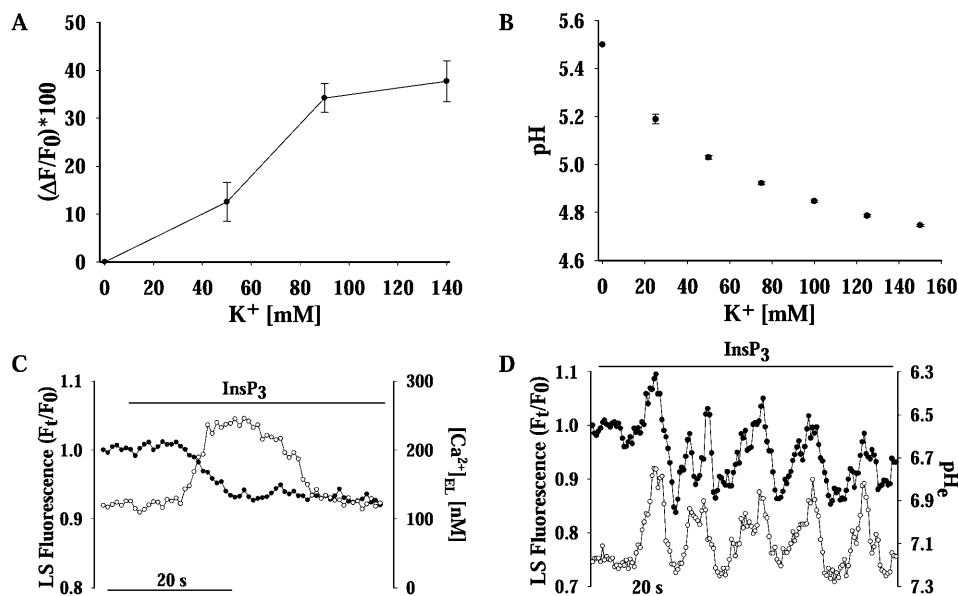 A
50
40
30
20
10
0
(ΔF/F0)*100
0 20 40 60 80 100 120 140
K+ [mM]
B
5.6
5.4
5.2
5.0
4.8
4.6
pH
0 20 40 60 80 100 120 140 160
K+ [mM]
C
InsP3
1.1
1.0
0.9
0.8
LS Fluorescence (Ft/F0)
300
200
100
0
[Ca2+]EL [nM]
20 s
D
InsP3
1.1
1.0
0.9
0.8
0.7
LS Fluorescence (Ft/F0)
6.3
6.5
6.7
6.9
7.1
7.3
pHe
20 s